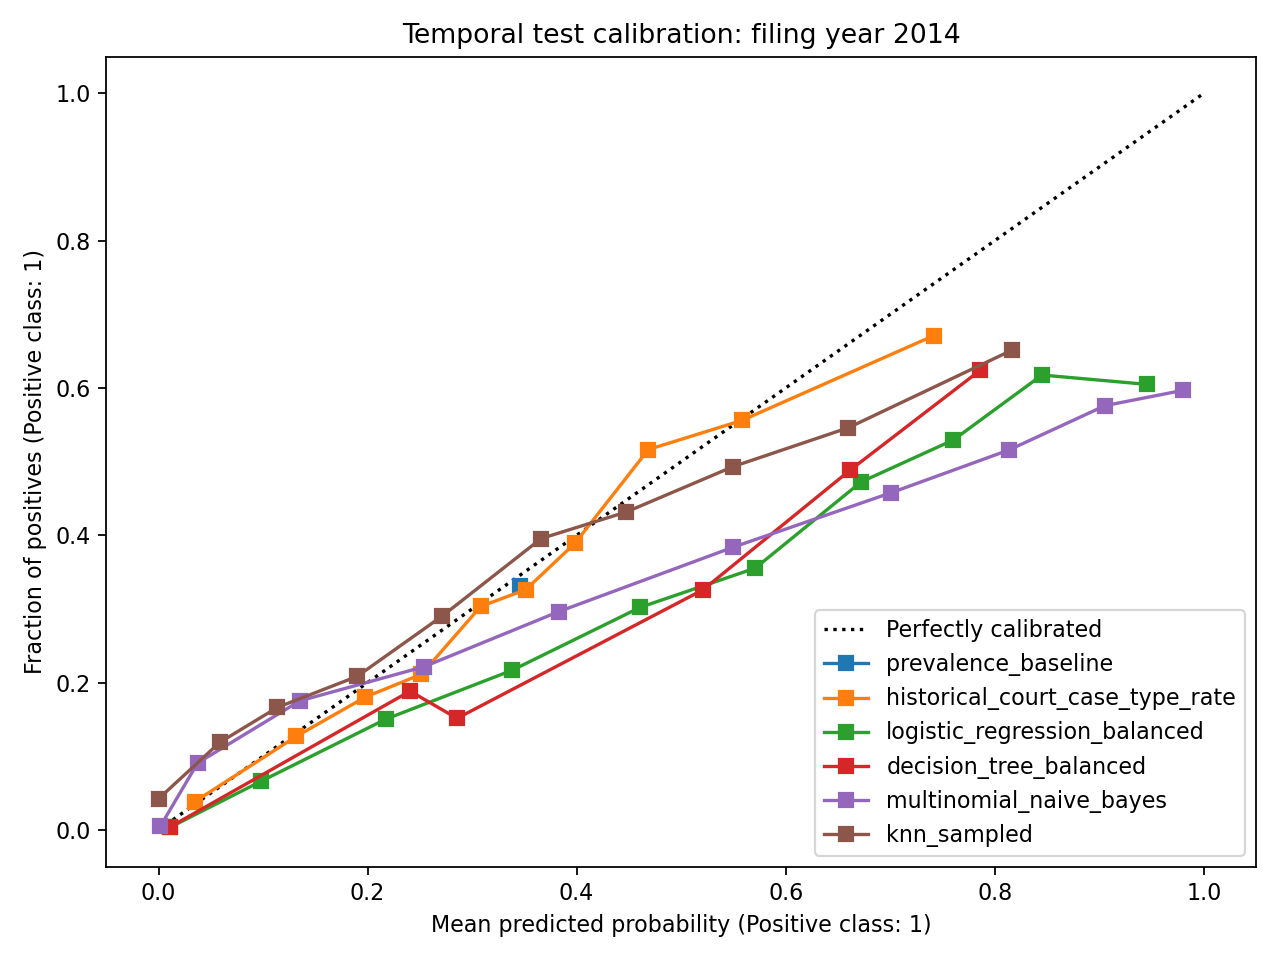 Temporal test calibration: filing year 2014
Fraction of positives (Positive class: 1)
1.0
0.8
0.6
0.4
0.2
0.0
Perfectly calibrated
prevalence_baseline
historical_court_case_type_rate
logistic_regression_balanced
decision_tree_balanced
multinomial_naive_bayes
knn_sampled
0.0 0.2 0.4 0.6 0.8 1.0
Mean predicted probability (Positive class: 1)